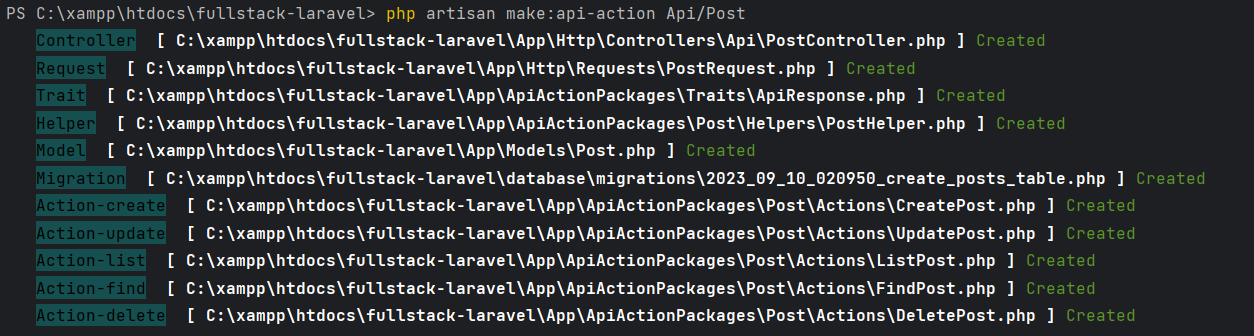 PS C:\xampp\htdocs\fullstack-laravel> php artisan make:api-action Api/Post
Controller [ C:\xampp\htdocs\fullstack-laravel\App\Http\Controllers\Api\PostController.php ] Created
Request [ C:\xampp\htdocs\fullstack-laravel\App\Http\Requests\PostRequest.php ] Created
Trait [ C:\xampp\htdocs\fullstack-laravel\App\ApiActionPackages\Traits\ApiResponse.php ] Created
Helper [ C:\xampp\htdocs\fullstack-laravel\App\ApiActionPackages\Post\Helpers\PostHelper.php ] Created
Model [ C:\xampp\htdocs\fullstack-laravel\App\Models\Post.php ] Created
Migration [ C:\xampp\htdocs\fullstack-laravel\database\migrations\2023_09_10_020950_create_posts_table.php ] Created
Action-create [ C:\xampp\htdocs\fullstack-laravel\App\ApiActionPackages\Post\Actions\CreatePost.php ] Created
Action-update [ C:\xampp\htdocs\fullstack-laravel\App\ApiActionPackages\Post\Actions\UpdatePost.php ] Created
Action-list [ C:\xampp\htdocs\fullstack-laravel\App\ApiActionPackages\Post\Actions\ListPost.php ] Created
Action-find [ C:\xampp\htdocs\fullstack-laravel\App\ApiActionPackages\Post\Actions\FindPost.php ] Created
Action-delete [ C:\xampp\htdocs\fullstack-laravel\App\ApiActionPackages\Post\Actions\DeletePost.php ] Created